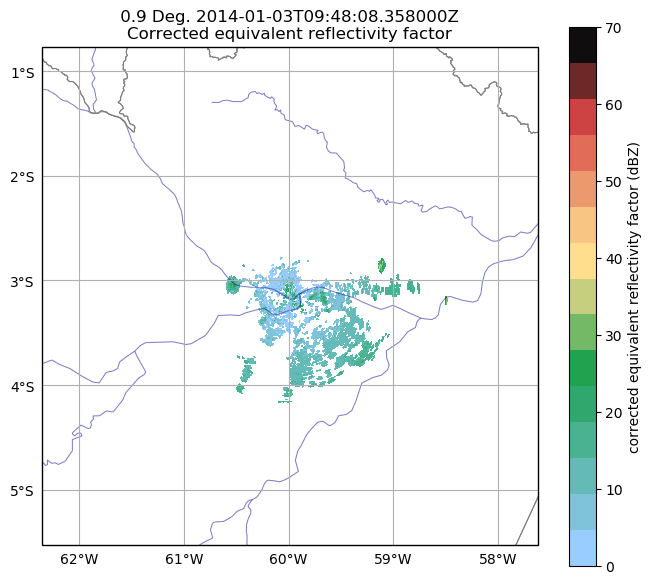 0.9 Deg. 2014-01-03T09:48:08.358000Z
Corrected equivalent reflectivity factor
1°S
2°S
3°S
4°S
5°S
62°W
61°W
60°W
59°W
58°W
70
60
50
40
30
20
10
0
corrected equivalent reflectivity factor (dBZ)